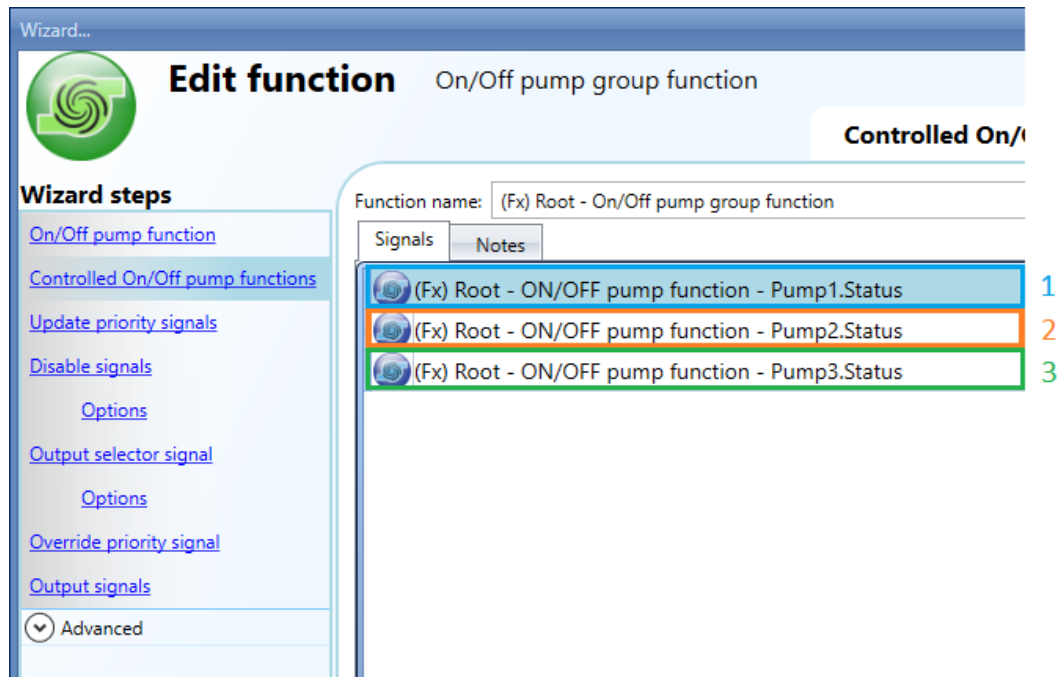 Wizard...
Edit function On/Off pump group function
Controlled On/
Wizard steps
On/Off pump function
Controlled On/Off pump functions
Update priority signals
Disable signals
Options
Output selector signal
Options
Override priority signal
Output signals
Advanced
Function name: (Fx) Root - On/Off pump group function
Signals Notes
(Fx) Root - ON/OFF pump function - Pump1.Status 1
(Fx) Root - ON/OFF pump function - Pump2.Status 2
(Fx) Root - ON/OFF pump function - Pump3.Status 3